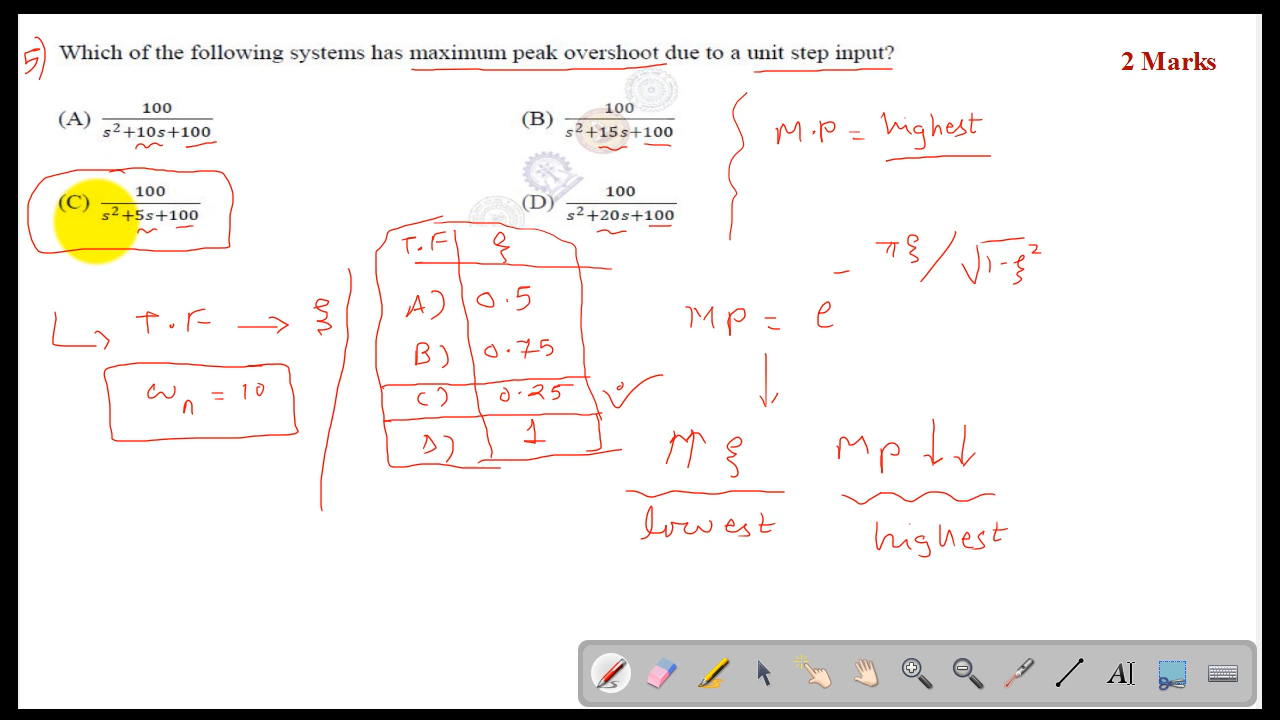 5) Which of the following systems has maximum peak overshoot due to a unit step input?
2 Marks
(A) 100 / s²+10s+100
(B) 100 / s²+15s+100
(C) 100 / s²+5s+100
(D) 100 / s²+20s+100
M.P = highest
T.F → ξ
ωn = 10
T.F ξ
A) 0.5
B) 0.75
C) 0.25
D) 1
MP = e^-πξ/√1-ξ²
↑↑ ξ MP ↓↓
lowest highest
AI